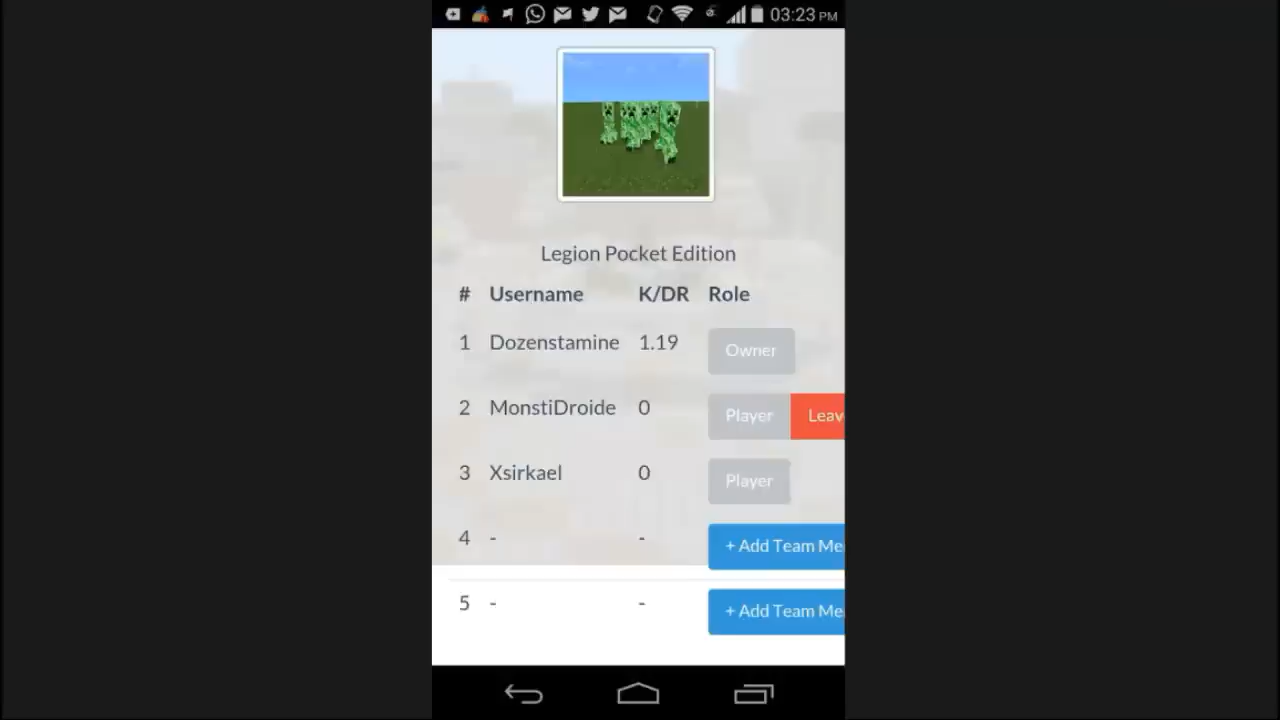 03:23 PM
Legion Pocket Edition
# Username K/DR Role
1 Dozenstamine 1.19 Owner
2 MonstiDroide 0 Player Leav
3 Xsirkael 0 Player
4 - - + Add Team Me
5 - - + Add Team Me